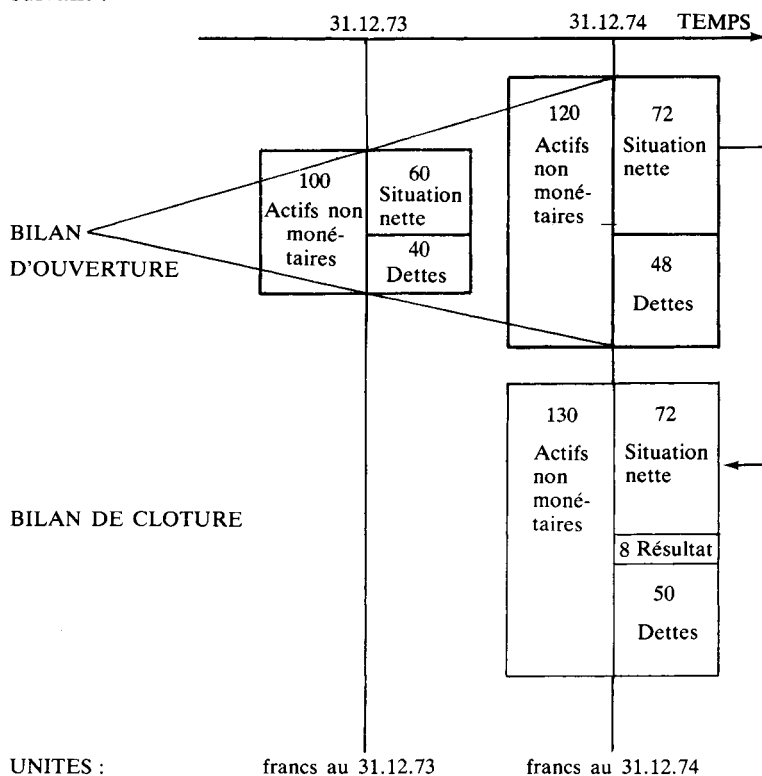 31.12.73 31.12.74 TEMPS
120 72
Actifs Situation
non nette
moné-
taires
100 60
Actifs non Situation
moné- nette
taires
40
Dettes
BILAN
D'OUVERTURE
48
Dettes
130 72
Actifs Situation
non nette
moné-
taires
BILAN DE CLOTURE
8 Résultat
50
Dettes
UNITES : francs au 31.12.73 francs au 31.12.74